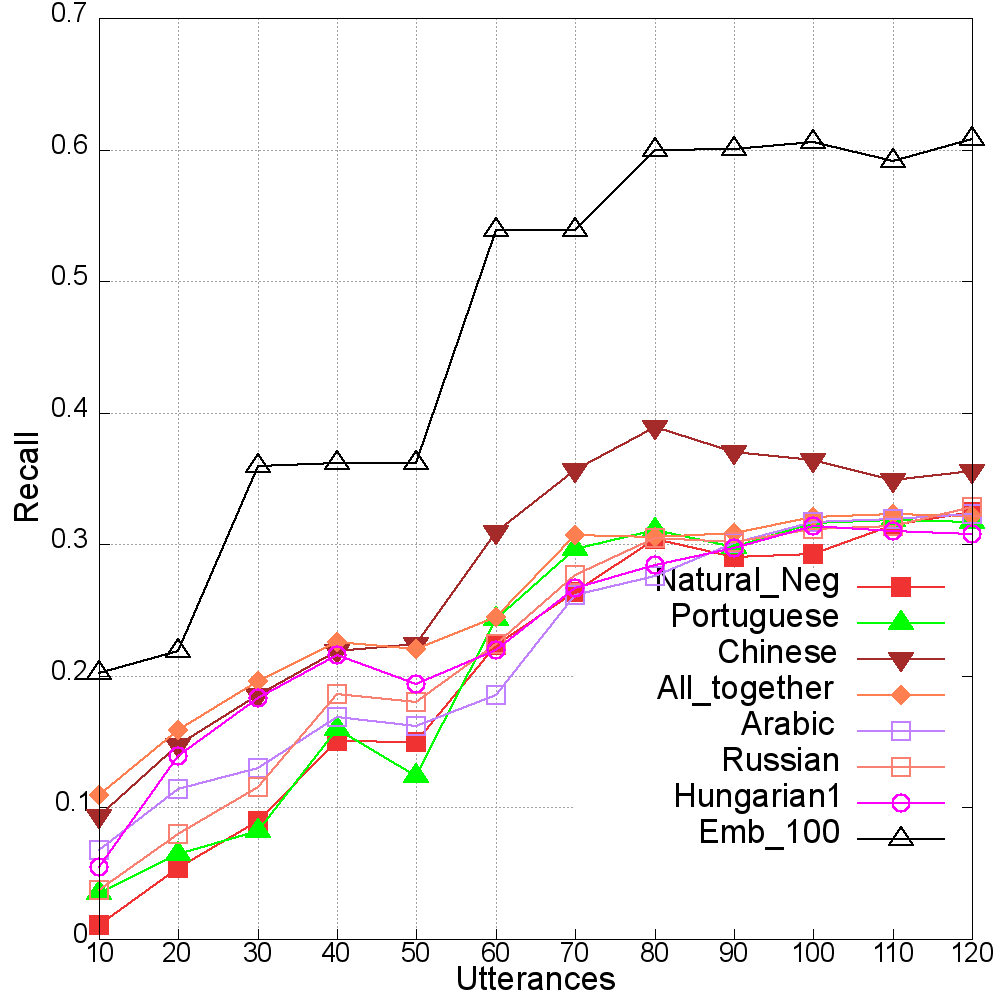 0.7
0.6
0.5
0.4
0.3
0.2
0.1
0
Recall
10 20 30 40 50 60 70 80 90 100 110 120
Utterances
Natural_Neg
Portuguese
Chinese
All_together
Arabic
Russian
Hungarian1
Emb_100